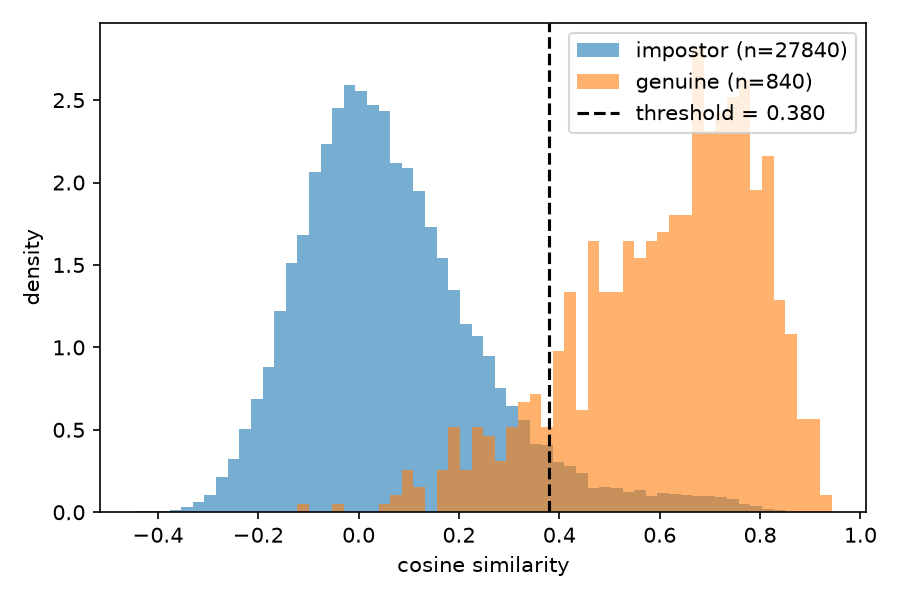 impostor (n=27840)
genuine (n=840)
threshold = 0.380
density
2.5
2.0
1.5
1.0
0.5
0.0
−0.4 −0.2 0.0 0.2 0.4 0.6 0.8 1.0
cosine similarity